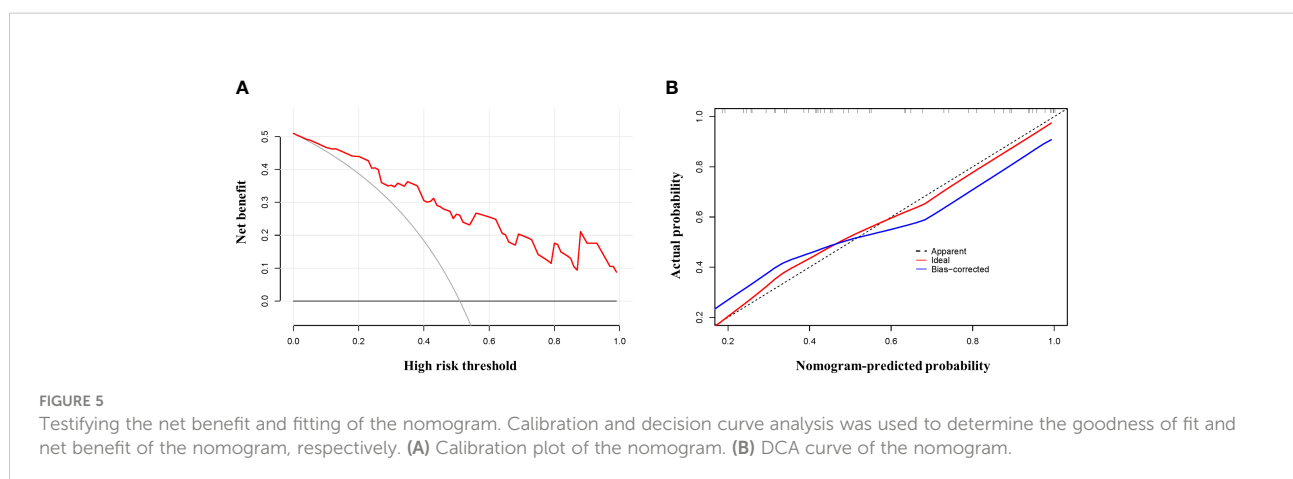 A
B
0.5
0.4
0.3
0.2
0.1
0.0
Net benefit
0.0 0.2 0.4 0.6 0.8 1.0
High risk threshold
1.0
0.8
0.6
0.4
0.2
Actual probability
Apparent
Ideal
Bias-corrected
0.2 0.4 0.6 0.8 1.0
Nomogram-predicted probability
FIGURE 5
Testifying the net benefit and fitting of the nomogram. Calibration and decision curve analysis was used to determine the goodness of fit and
net benefit of the nomogram, respectively. (A) Calibration plot of the nomogram. (B) DCA curve of the nomogram.